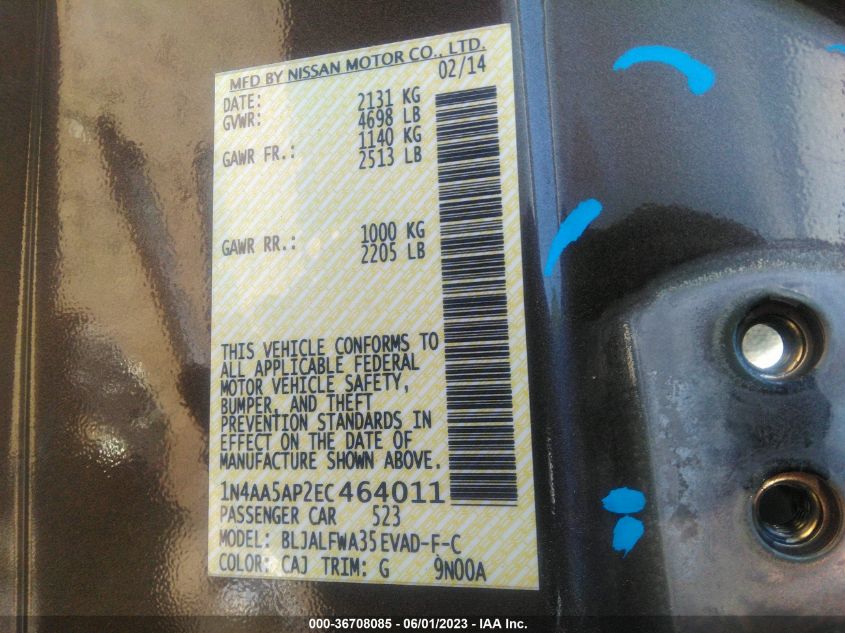 MFD BY NISSAN MOTOR CO., LTD.
02/14
DATE: 2131 KG
GVWR: 4698 LB
GAWR FR.: 1140 KG
2513 LB
GAWR RR.: 1000 KG
2205 LB
THIS VEHICLE CONFORMS TO
ALL APPLICABLE FEDERAL
MOTOR VEHICLE SAFETY,
BUMPER, AND THEFT
PREVENTION STANDARDS IN
EFFECT ON THE DATE OF
MANUFACTURE SHOWN ABOVE.
1N4AA5AP2EC464011
PASSENGER CAR 523
MODEL: BLJALFWA35EVAD-F-C
COLOR: CAJ TRIM: G 9N00A
000-36708085 - 06/01/2023 - IAA Inc.